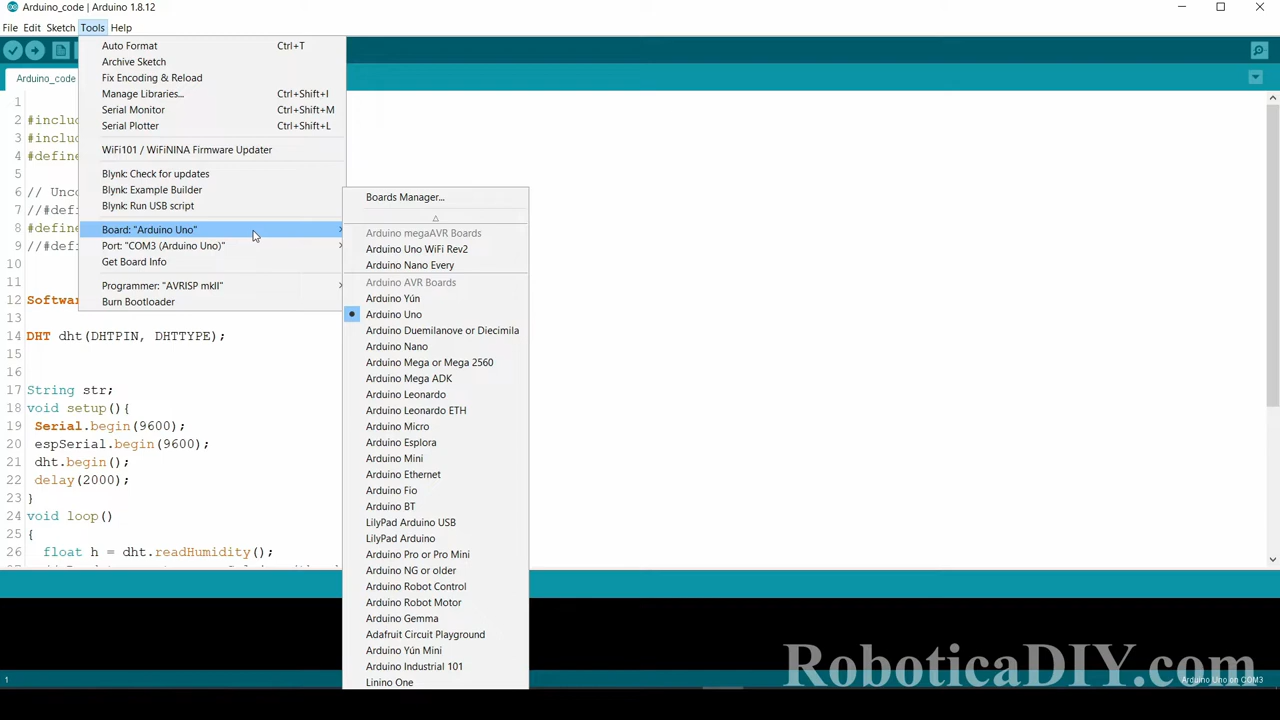 Arduino_code | Arduino 1.8.12
File Edit Sketch Tools Help
Auto Format Ctrl+T
Archive Sketch
Fix Encoding & Reload
Manage Libraries... Ctrl+Shift+I
Serial Monitor Ctrl+Shift+M
Serial Plotter Ctrl+Shift+L
WiFi101 / WiFiNINA Firmware Updater
Blynk: Check for updates
Blynk: Example Builder
Blynk: Run USB script
Board: "Arduino Uno"
Port: "COM3 (Arduino Uno)"
Get Board Info
Programmer: "AVRISP mkII"
Burn Bootloader
Boards Manager...
Arduino megaAVR Boards
Arduino Uno WiFi Rev2
Arduino Nano Every
Arduino AVR Boards
Arduino Yún
Arduino Uno
Arduino Duemilanove or Diecimila
Arduino Nano
Arduino Mega or Mega 2560
Arduino Mega ADK
Arduino Leonardo
Arduino Leonardo ETH
Arduino Micro
Arduino Esplora
Arduino Mini
Arduino Ethernet
Arduino Fio
Arduino BT
LilyPad Arduino USB
LilyPad Arduino
Arduino Pro or Pro Mini
Arduino NG or older
Arduino Robot Control
Arduino Robot Motor
Arduino Gemma
Adafruit Circuit Playground
Arduino Yún Mini
Arduino Industrial 101
Linino One
Arduino_code
1
2 #includ
3 #includ
4 #define
5
6 // Unco
7 //#def
8 #define
9 //#def
10
11
12 Softwa
13
14 DHT dht(DHTPIN, DHTTYPE);
15
16
17 String str;
18 void setup(){
19 Serial.begin(9600);
20 espSerial.begin(9600);
21 dht.begin();
22 delay(2000);
23 }
24 void loop()
25 {
26 float h = dht.readHumidity();
RoboticaDIY.com
1
Arduino Uno on COM3